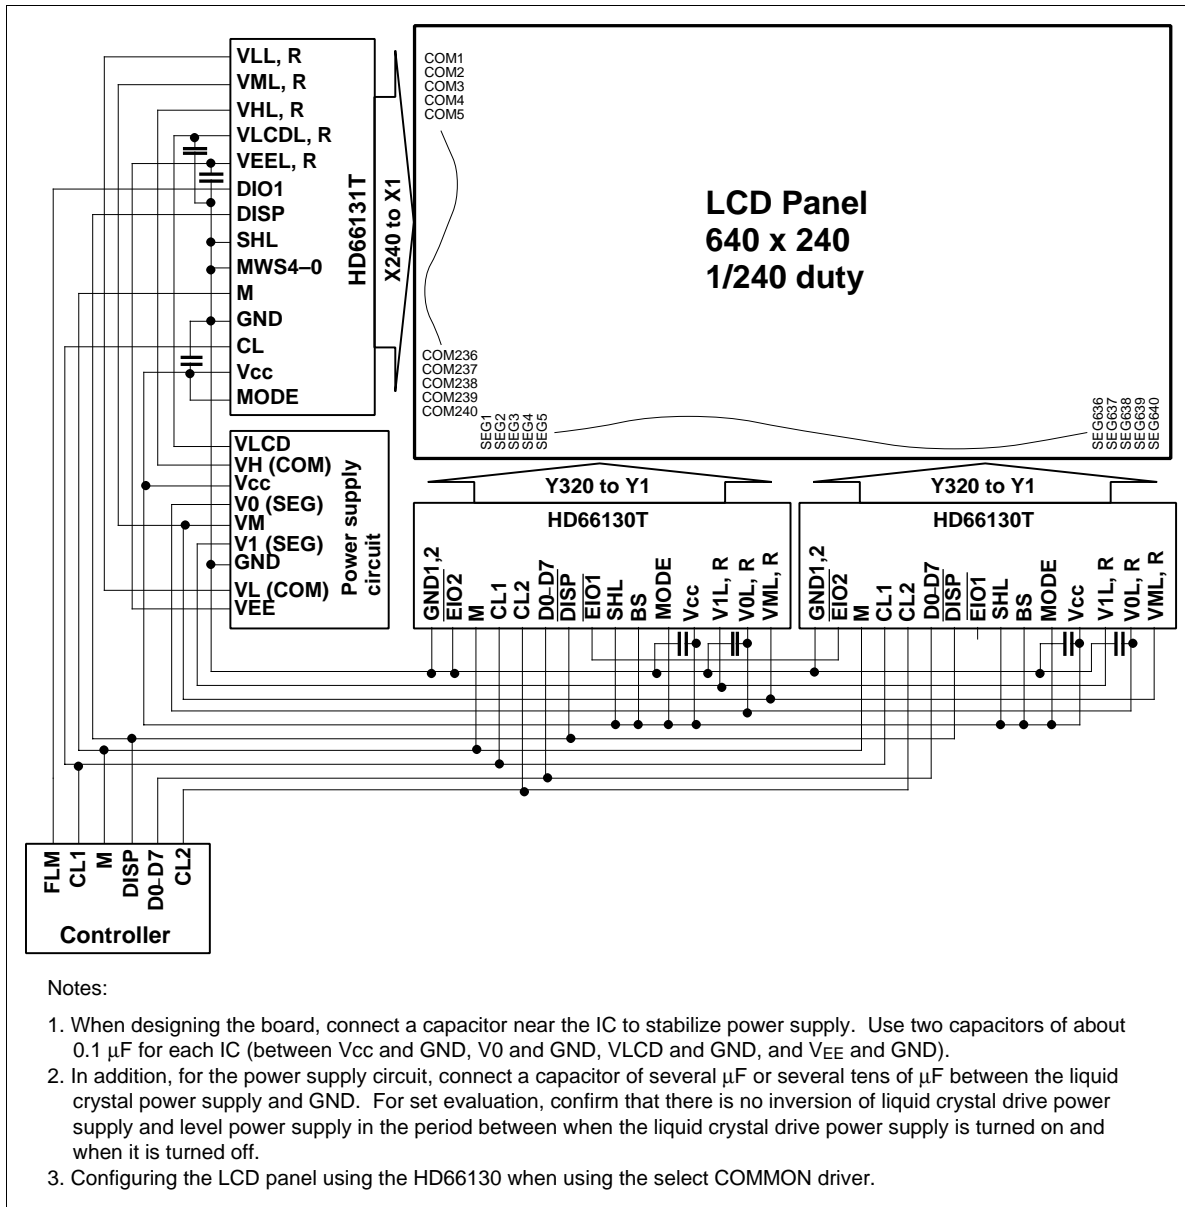 VLL, R
VML, R
VHL, R
VLCDL, R
VEEL, R
DIO1
DISP
SHL
MWS4–0
M
GND
CL
Vcc
MODE
HD66131T
X240 to X1
COM1
COM2
COM3
COM4
COM5
COM236
COM237
COM238
COM239
COM240
SEG1
SEG2
SEG3
SEG4
SEG5
SEG636
SEG637
SEG638
SEG639
SEG640
LCD Panel
640 x 240
1/240 duty
VLCD
VH (COM)
Vcc
V0 (SEG)
VM
V1 (SEG)
GND
VL (COM)
VEE
Power supply
circuit
Y320 to Y1
HD66130T
GND1,2
EIO2
M
CL1
CL2
D0-D7
DISP
EIO1
SHL
BS
MODE
Vcc
V1L, R
V0L, R
VML, R
Y320 to Y1
HD66130T
GND1,2
EIO2
M
CL1
CL2
D0-D7
DISP
EIO1
SHL
BS
MODE
Vcc
V1L, R
V0L, R
VML, R
FLM
CL1
M
DISP
D0-D7
CL2
Controller
Notes:
1. When designing the board, connect a capacitor near the IC to stabilize power supply. Use two capacitors of about
0.1 μF for each IC (between Vcc and GND, V0 and GND, VLCD and GND, and VEE and GND).
2. In addition, for the power supply circuit, connect a capacitor of several μF or several tens of μF between the liquid
crystal power supply and GND. For set evaluation, confirm that there is no inversion of liquid crystal drive power
supply and level power supply in the period between when the liquid crystal drive power supply is turned on and
when it is turned off.
3. Configuring the LCD panel using the HD66130 when using the select COMMON driver.